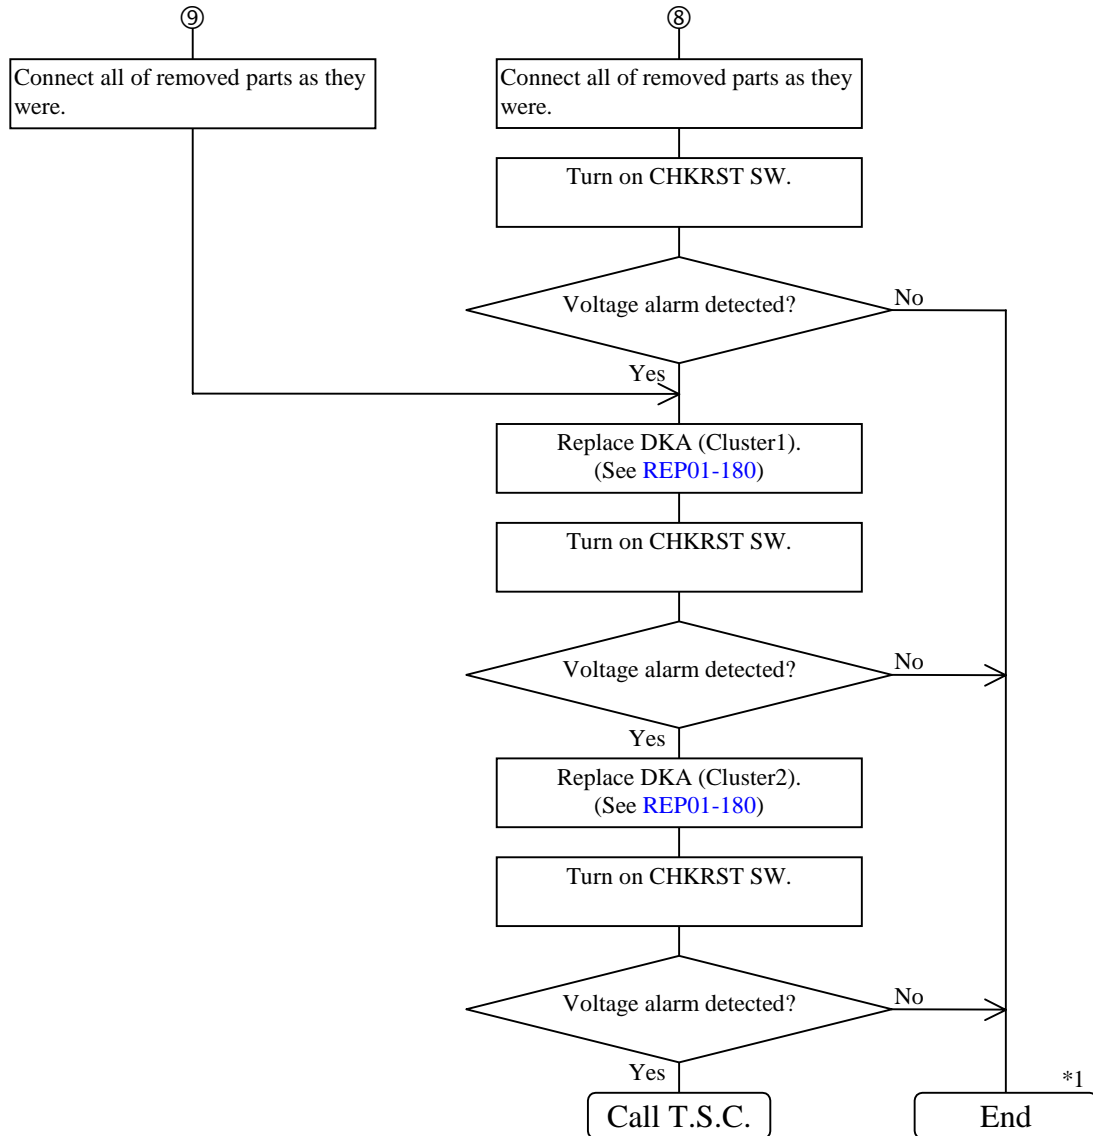 ⑨
⑧
Connect all of removed parts as they
were.
Connect all of removed parts as they
were.
Turn on CHKRST SW.
Voltage alarm detected?
No
Yes
Replace DKA (Cluster1).
(See REP01-180)
Turn on CHKRST SW.
Voltage alarm detected?
No
Yes
Replace DKA (Cluster2).
(See REP01-180)
Turn on CHKRST SW.
Voltage alarm detected?
No
Yes
*1
Call T.S.C.
End